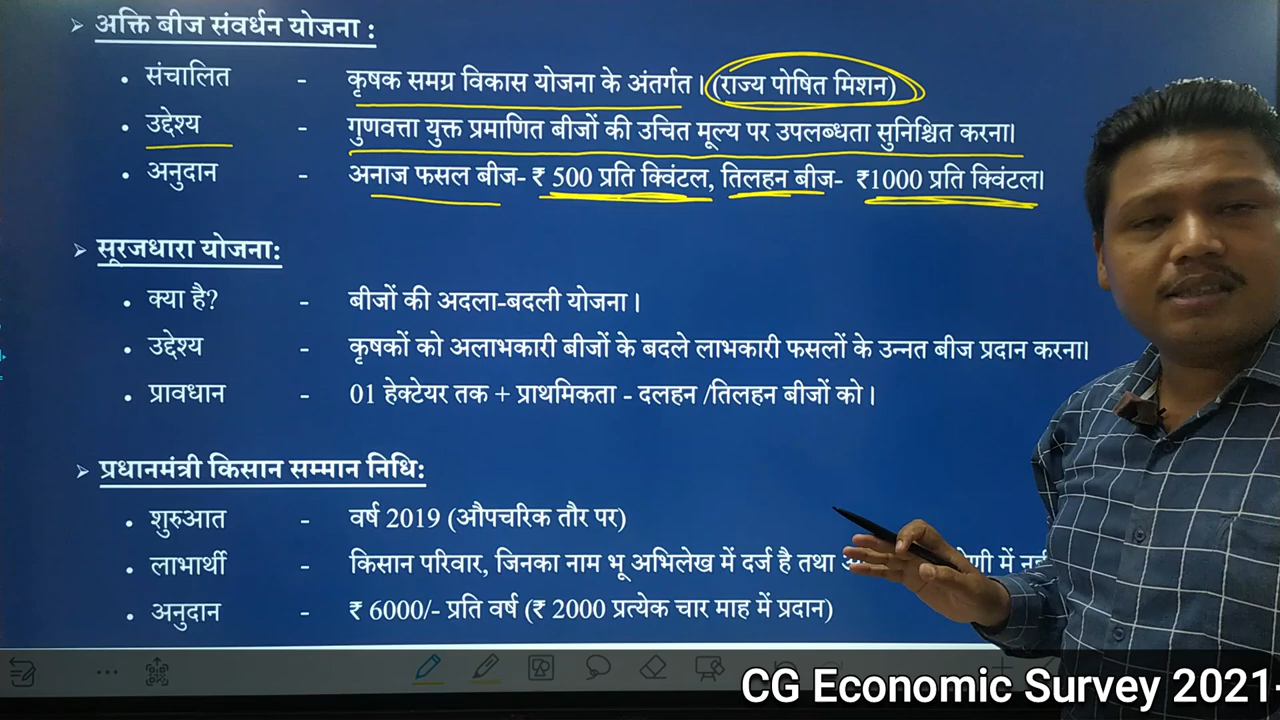 ➢ अक्ति बीज संवर्धन योजना :
• संचालित - कृषक समग्र विकास योजना के अंतर्गत। (राज्य पोषित मिशन)
• उद्देश्य - गुणवत्ता युक्त प्रमाणित बीजों की उचित मूल्य पर उपलब्धता सुनिश्चित करना।
• अनुदान - अनाज फसल बीज- ₹ 500 प्रति क्विंटल, तिलहन बीज- ₹1000 प्रति क्विंटल।
➢ सूरजधारा योजना:
• क्या है? - बीजों की अदला-बदली योजना।
• उद्देश्य - कृषकों को अलाभकारी बीजों के बदले लाभकारी फसलों के उन्नत बीज प्रदान करना।
• प्रावधान - 01 हेक्टेयर तक + प्राथमिकता - दलहन /तिलहन बीजों को।
➢ प्रधानमंत्री किसान सम्मान निधि:
• शुरुआत - वर्ष 2019 (औपचरिक तौर पर)
• लाभार्थी - किसान परिवार, जिनका नाम भू अभिलेख में दर्ज है तथा में
• अनुदान - ₹ 6000/- प्रति वर्ष (₹ 2000 प्रत्येक चार माह में प्रदान)
CG Economic Survey 2021-